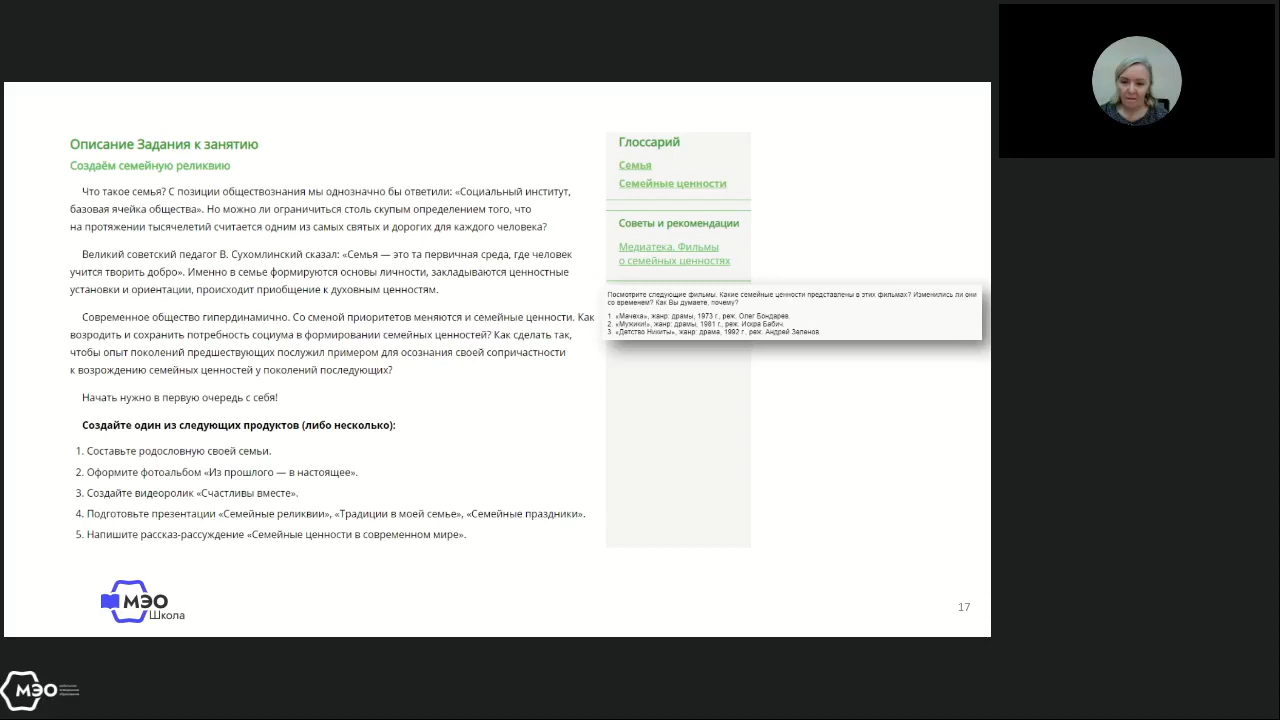 Описание Задания к занятию
Создаём семейную реликвию
Что такое семья? С позиции обществознания мы однозначно бы ответили: «Социальный институт,
базовая ячейка общества». Но можно ли ограничиться столь скупым определением того, что
на протяжении тысячелетий считается одним из самых святых и дорогих для каждого человека?
Великий советский педагог В. Сухомлинский сказал: «Семья — это та первичная среда, где человек
учится творить добро». Именно в семье формируются основы личности, закладываются ценностные
установки и ориентации, происходит приобщение к духовным ценностям.
Современное общество гипердинамично. Со сменой приоритетов меняются и семейные ценности. Как
возродить и сохранить потребность социума в формировании семейных ценностей? Как сделать так,
чтобы опыт поколений предшествующих послужил примером для осознания своей сопричастности
к возрождению семейных ценностей у поколений последующих?
Начать нужно в первую очередь с себя!
Создайте один из следующих продуктов (либо несколько):
1. Составьте родословную своей семьи.
2. Оформите фотоальбом «Из прошлого — в настоящее».
3. Создайте видеоролик «Счастливы вместе».
4. Подготовьте презентации «Семейные реликвии», «Традиции в моей семье», «Семейные праздники».
5. Напишите рассказ-рассуждение «Семейные ценности в современном мире».
Глоссарий
Семья
Семейные ценности
Советы и рекомендации
Медиатека. Фильмы
о семейных ценностях
Посмотрите следующие фильмы. Какие семейные ценности представлены в этих фильмах? Изменились ли они
со временем? Как Вы думаете, почему?
1. «Мачеха», жанр: драмы, 1973 г., реж. Олег Бондарев.
2. «Мужики!», жанр: драмы, 1981 г., реж. Искра Бабич.
3. «Детство Никиты», жанр: драма, 1992 г., реж. Андрей Зеленов.
МЭО
Школа
17
МЭО